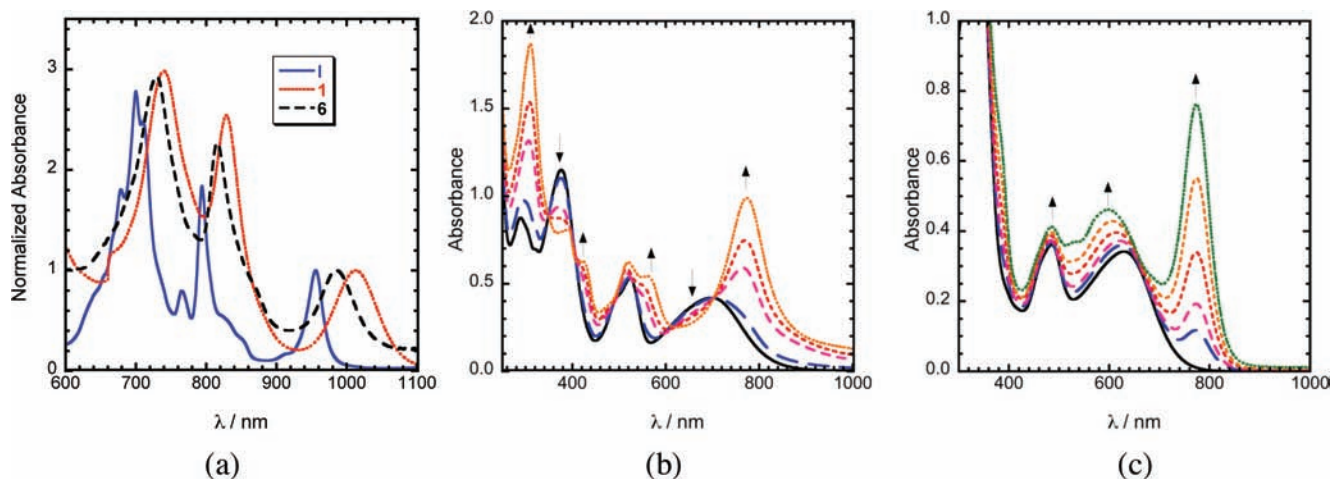 Normalized Absorbance
3
2
1
0
600 700 800 900 1000 1100
λ / nm
I
1
6
(a)
Absorbance
2.0
1.5
1.0
0.5
0.0
400 600 800 1000
λ / nm
(b)
Absorbance
1.0
0.8
0.6
0.4
0.2
0.0
400 600 800 1000
λ / nm
(c)